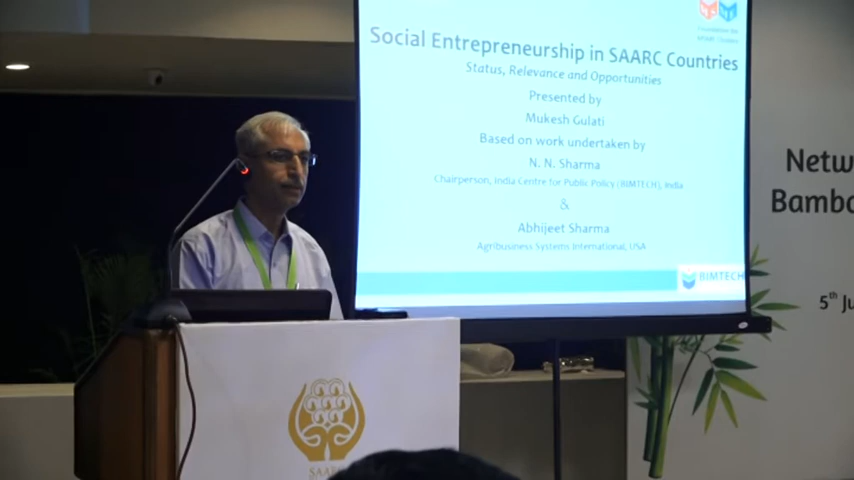 Social Entrepreneurship in SAARC Countries
Status, Relevance and Opportunities
Presented by
Mukesh Gulati
Based on work undertaken by
N. N. Sharma
Chairperson, India Centre for Public Policy (BIMTECH), India
&
Abhijeet Sharma
Agribusiness Systems International, USA
BIMTECH
Netw
Bambo
5th Ju
SAAR